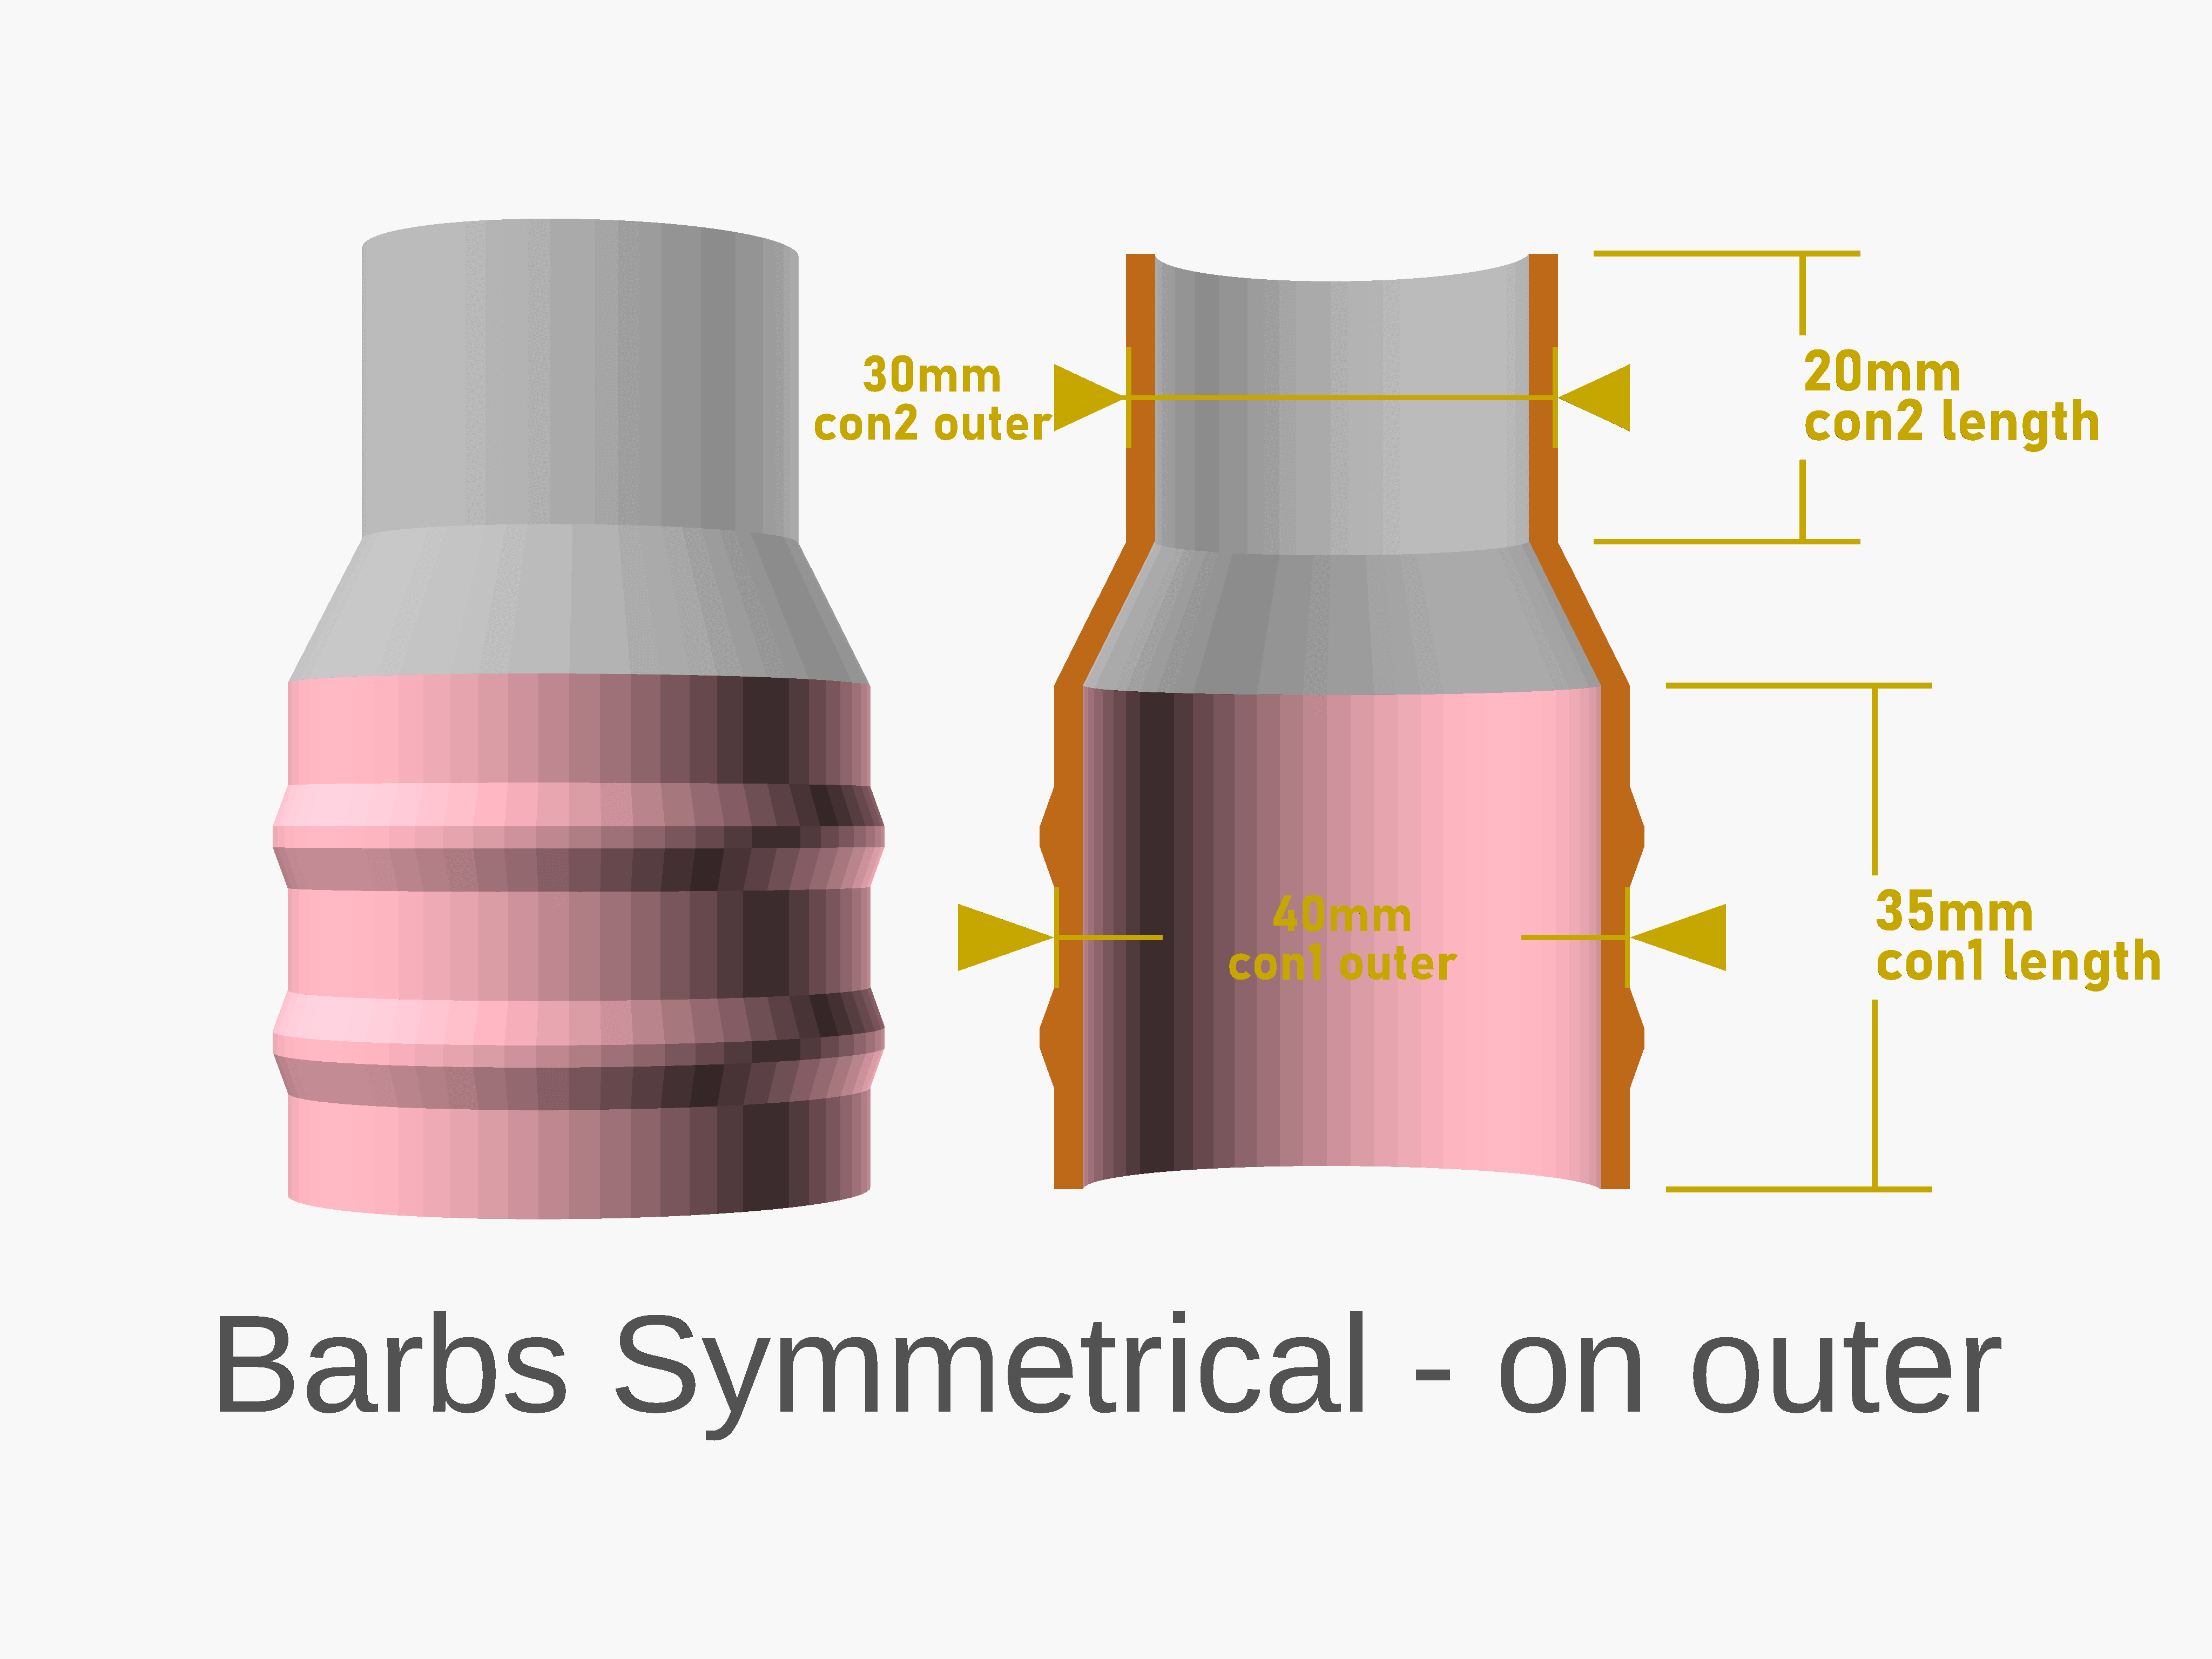 30mm
con2 outer
20mm
con2 length
40mm
con1 outer
35mm
con1 length
Barbs Symmetrical - on outer